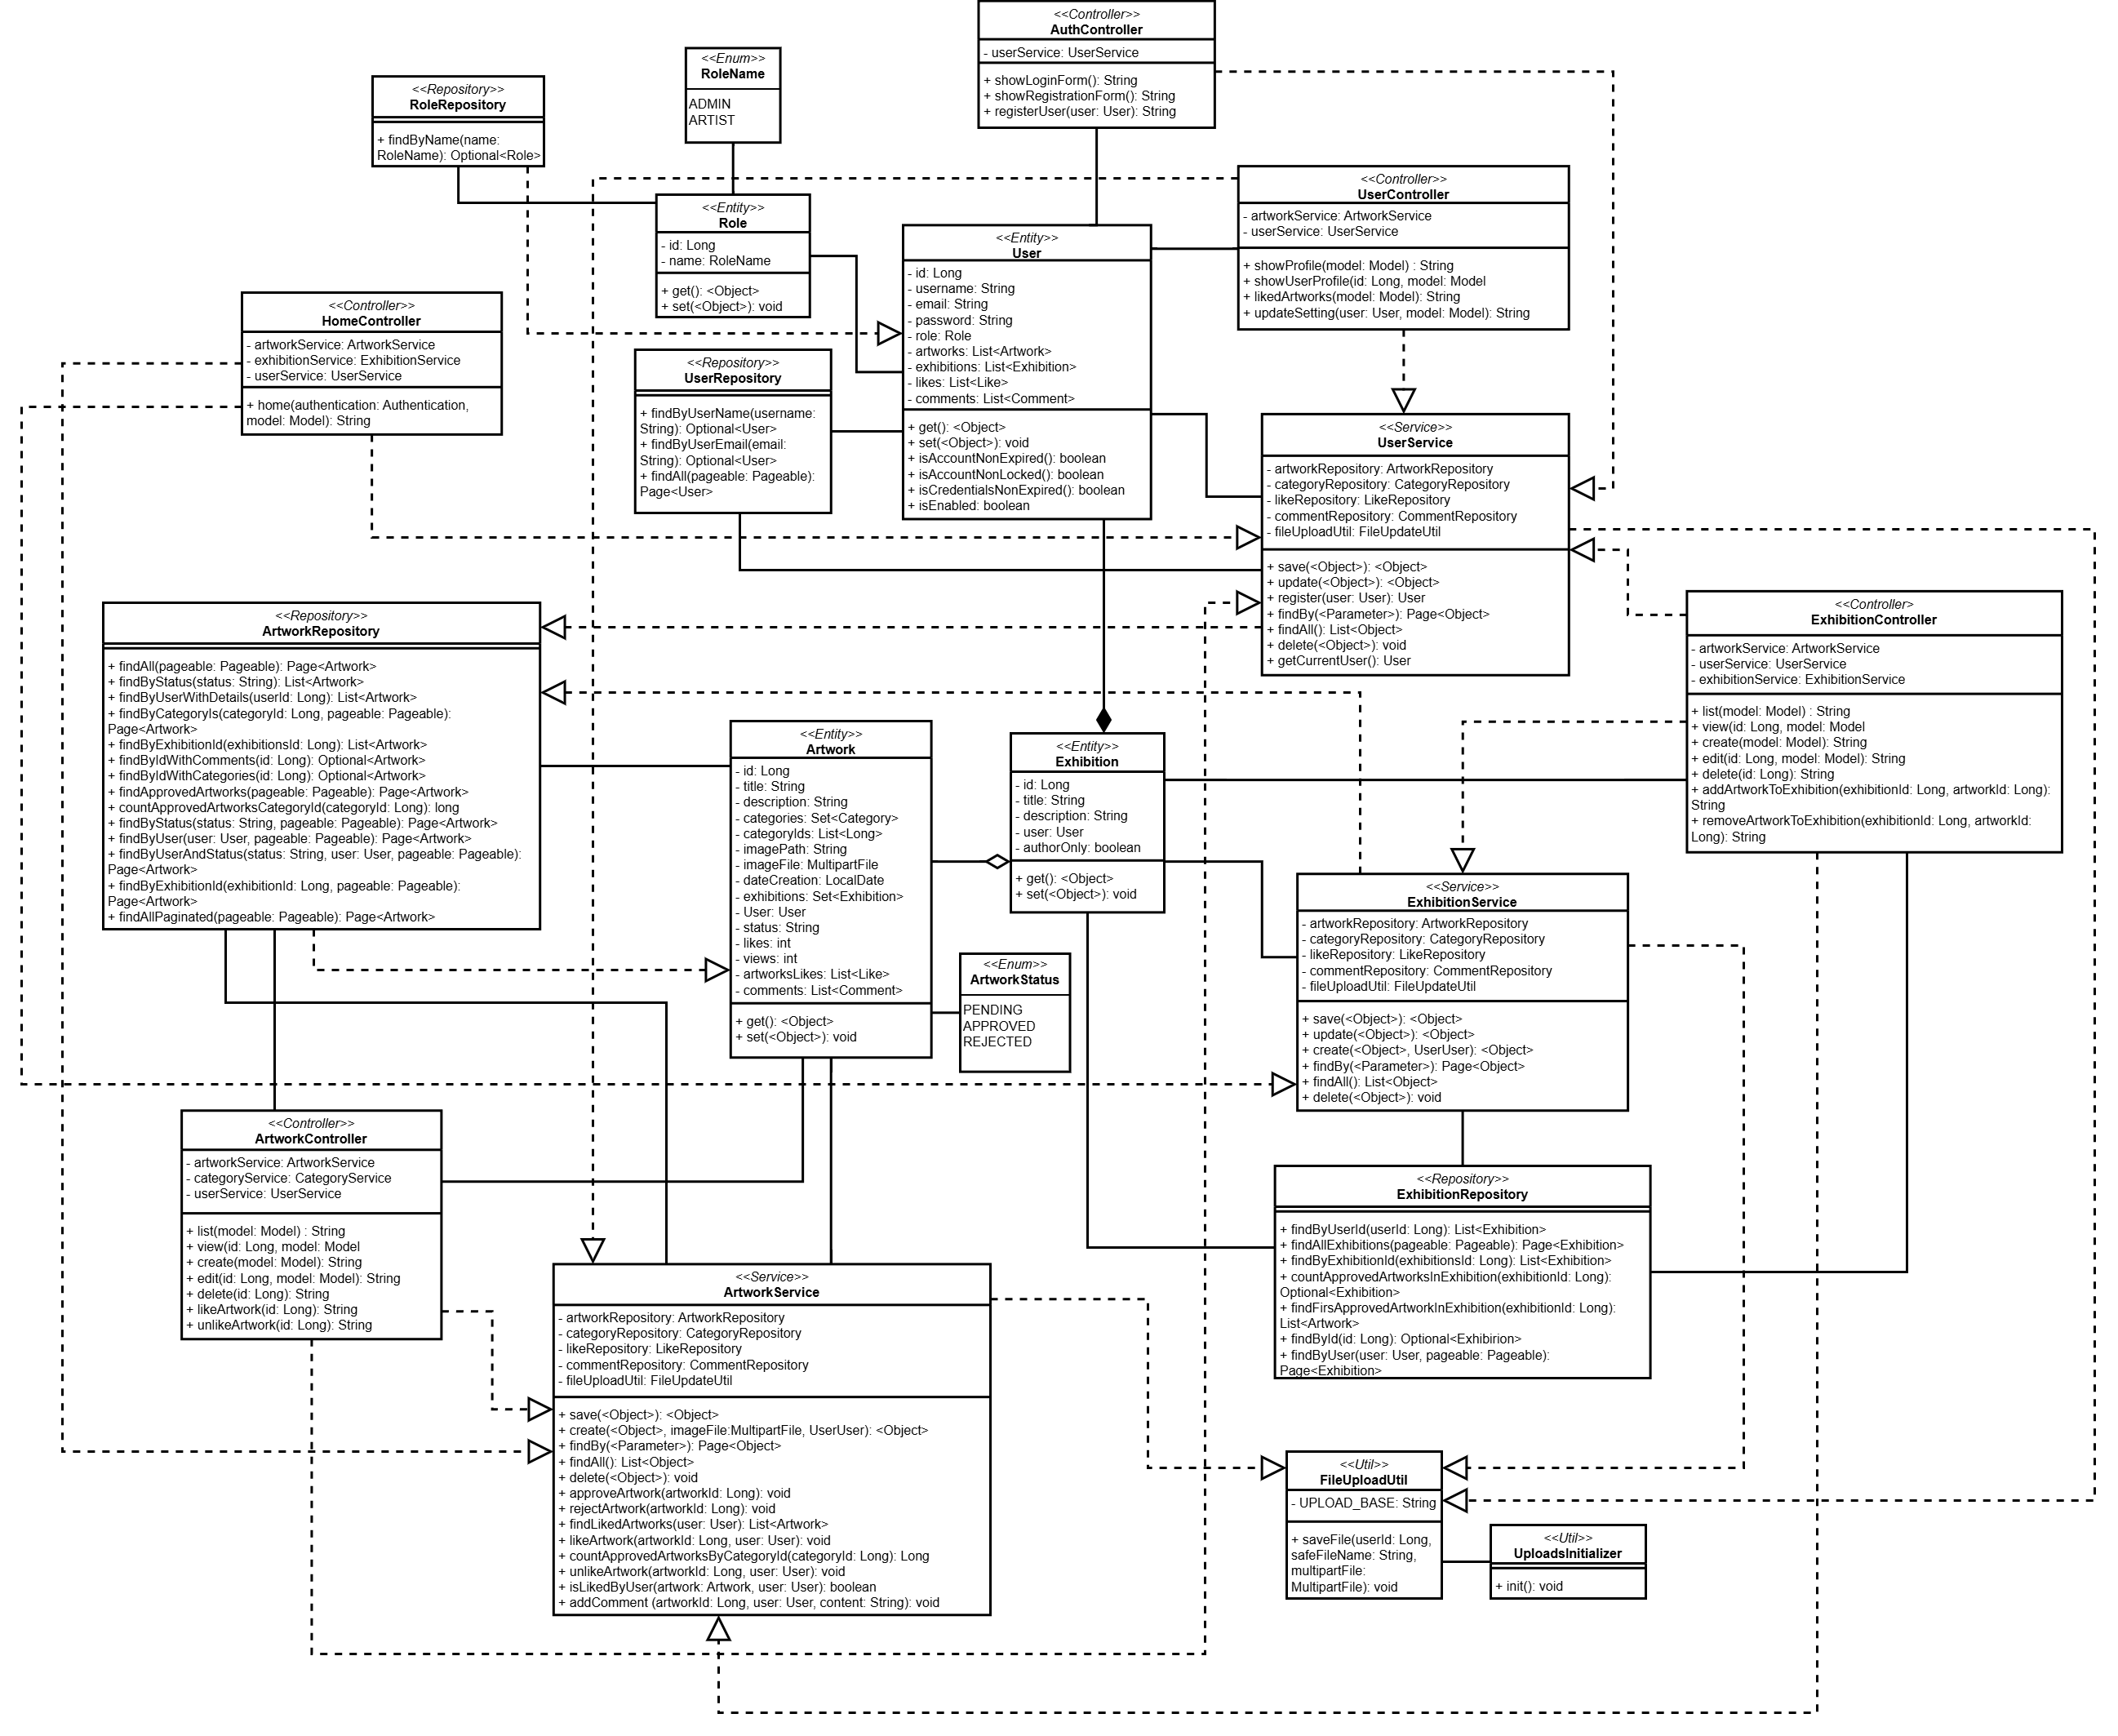 <<Controller>>
AuthController
- userService: UserService
+ showLoginForm(): String
+ showRegistrationForm(): String
+ registerUser(user: User): String
<<Enum>>
RoleName
ADMIN
ARTIST
<<Repository>>
RoleRepository
+ findByName(name:
RoleName): Optional<Role>
<<Controller>>
UserController
- artworkService: ArtworkService
- userService: UserService
+ showProfile(model: Model) : String
+ showUserProfile(id: Long, model: Model
+ likedArtworks(model: Model): String
+ updateSetting(user: User, model: Model): String
<<Entity>>
Role
- id: Long
- name: RoleName
+ get(): <Object>
+ set(<Object>): void
<<Entity>>
User
- id: Long
- username: String
- email: String
- password: String
- role: Role
- artworks: List<Artwork>
- exhibitions: List<Exhibition>
- likes: List<Like>
- comments: List<Comment>
+ get(): <Object>
+ set(<Object>): void
+ isAccountNonExpired(): boolean
+ isAccountNonLocked(): boolean
+ isCredentialsNonExpired(): boolean
+ isEnabled: boolean
<<Controller>>
HomeController
- artworkService: ArtworkService
- exhibitionService: ExhibitionService
- userService: UserService
+ home(authentication: Authentication,
model: Model): String
<<Repository>>
UserRepository
+ findByUserName(username:
String): Optional<User>
+ findByUserEmail(email:
String): Optional<User>
+ findAll(pageable: Pageable):
Page<User>
<<Service>>
UserService
- artworkRepository: ArtworkRepository
- categoryRepository: CategoryRepository
- likeRepository: LikeRepository
- commentRepository: CommentRepository
- fileUploadUtil: FileUpdateUtil
+ save(<Object>): <Object>
+ update(<Object>): <Object>
+ register(user: User): User
+ findBy(<Parameter>): Page<Object>
+ findAll(): List<Object>
+ delete(<Object>): void
+ getCurrentUser(): User
<<Repository>>
ArtworkRepository
+ findAll(pageable: Pageable): Page<Artwork>
+ findByStatus(status: String): List<Artwork>
+ findByUserWithDetails(userId: Long): List<Artwork>
+ findByCategoryIs(categoryId: Long, pageable: Pageable):
Page<Artwork>
+ findByExhibitionId(exhibitionsId: Long): List<Artwork>
+ findByIdWithComments(id: Long): Optional<Artwork>
+ findByIdWithCategories(id: Long): Optional<Artwork>
+ findApprovedArtworks(pageable: Pageable): Page<Artwork>
+ countApprovedArtworksCategoryId(categoryId: Long): long
+ findByStatus(status: String, pageable: Pageable): Page<Artwork>
+ findByUser(user: User, pageable: Pageable): Page<Artwork>
+ findByUserAndStatus(status: String, user: User, pageable: Pageable):
Page<Artwork>
+ findByExhibitionId(exhibitionId: Long, pageable: Pageable):
Page<Artwork>
+ findAllPaginated(pageable: Pageable): Page<Artwork>
<<Controller>
ExhibitionController
- artworkService: ArtworkService
- userService: UserService
- exhibitionService: ExhibitionService
+ list(model: Model) : String
+ view(id: Long, model: Model
+ create(model: Model): String
+ edit(id: Long, model: Model): String
+ delete(id: Long): String
+ addArtworkToExhibition(exhibitionId: Long, artworkId: Long):
String
+ removeArtworkToExhibition(exhibitionId: Long, artworkId:
Long): String
<<Entity>>
Artwork
- id: Long
- title: String
- description: String
- categories: Set<Category>
- categoryIds: List<Long>
- imagePath: String
- imageFile: MultipartFile
- dateCreation: LocalDate
- exhibitions: Set<Exhibition>
- User: User
- status: String
- likes: int
- views: int
- artworksLikes: List<Like>
- comments: List<Comment>
+ get(): <Object>
+ set(<Object>): void
<<Entity>>
Exhibition
- id: Long
- title: String
- description: String
- user: User
- authorOnly: boolean
+ get(): <Object>
+ set(<Object>): void
<<Service>>
ExhibitionService
- artworkRepository: ArtworkRepository
- categoryRepository: CategoryRepository
- likeRepository: LikeRepository
- commentRepository: CommentRepository
- fileUploadUtil: FileUpdateUtil
+ save(<Object>): <Object>
+ update(<Object>): <Object>
+ create(<Object>, UserUser): <Object>
+ findBy(<Parameter>): Page<Object>
+ findAll(): List<Object>
+ delete(<Object>): void
<<Enum>>
ArtworkStatus
PENDING
APPROVED
REJECTED
<<Controller>>
ArtworkController
- artworkService: ArtworkService
- categoryService: CategoryService
- userService: UserService
+ list(model: Model) : String
+ view(id: Long, model: Model
+ create(model: Model): String
+ edit(id: Long, model: Model): String
+ delete(id: Long): String
+ likeArtwork(id: Long): String
+ unlikeArtwork(id: Long): String
<<Repository>>
ExhibitionRepository
+ findByUserId(userId: Long): List<Exhibition>
+ findAllExhibitions(pageable: Pageable): Page<Exhibition>
+ findByExhibitionId(exhibitionsId: Long): List<Exhibition>
+ countApprovedArtworksInExhibition(exhibitionId: Long):
Optional<Exhibition>
+ findFirsApprovedArtworkInExhibition(exhibitionId: Long):
List<Artwork>
+ findById(id: Long): Optional<Exhibirion>
+ findByUser(user: User, pageable: Pageable):
Page<Exhibition>
<<Service>>
ArtworkService
- artworkRepository: ArtworkRepository
- categoryRepository: CategoryRepository
- likeRepository: LikeRepository
- commentRepository: CommentRepository
- fileUploadUtil: FileUpdateUtil
+ save(<Object>): <Object>
+ create(<Object>, imageFile:MultipartFile, UserUser): <Object>
+ findBy(<Parameter>): Page<Object>
+ findAll(): List<Object>
+ delete(<Object>): void
+ approveArtwork(artworkId: Long): void
+ rejectArtwork(artworkId: Long): void
+ findLikedArtworks(user: User): List<Artwork>
+ likeArtwork(artworkId: Long, user: User): void
+ countApprovedArtworksByCategoryId(categoryId: Long): Long
+ unlikeArtwork(artworkId: Long, user: User): void
+ isLikedByUser(artwork: Artwork, user: User): boolean
+ addComment (artworkId: Long, user: User, content: String): void
<<Util>>
FileUploadUtil
- UPLOAD_BASE: String
+ saveFile(userId: Long,
safeFileName: String,
multipartFile:
MultipartFile): void
<<Util>>
UploadsInitializer
+ init(): void